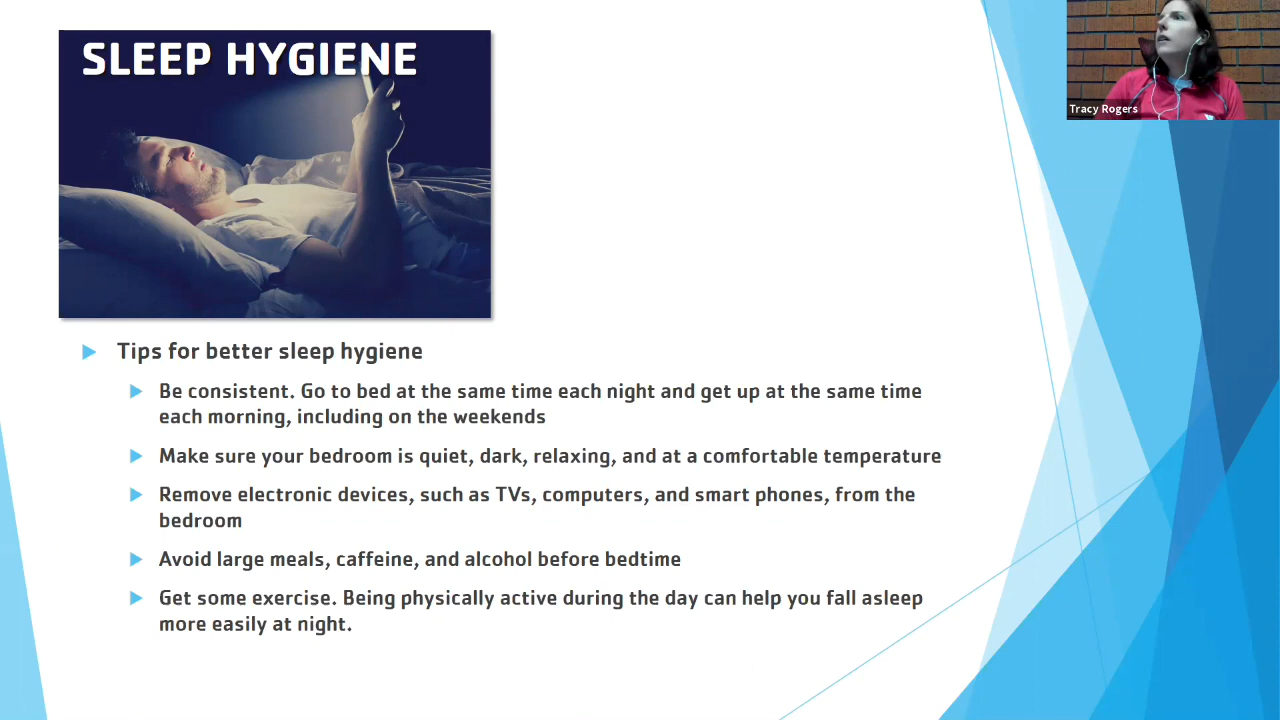 SLEEP HYGIENE
Tracy Rogers
Tips for better sleep hygiene
Be consistent. Go to bed at the same time each night and get up at the same time
each morning, including on the weekends
Make sure your bedroom is quiet, dark, relaxing, and at a comfortable temperature
Remove electronic devices, such as TVs, computers, and smart phones, from the
bedroom
Avoid large meals, caffeine, and alcohol before bedtime
Get some exercise. Being physically active during the day can help you fall asleep
more easily at night.